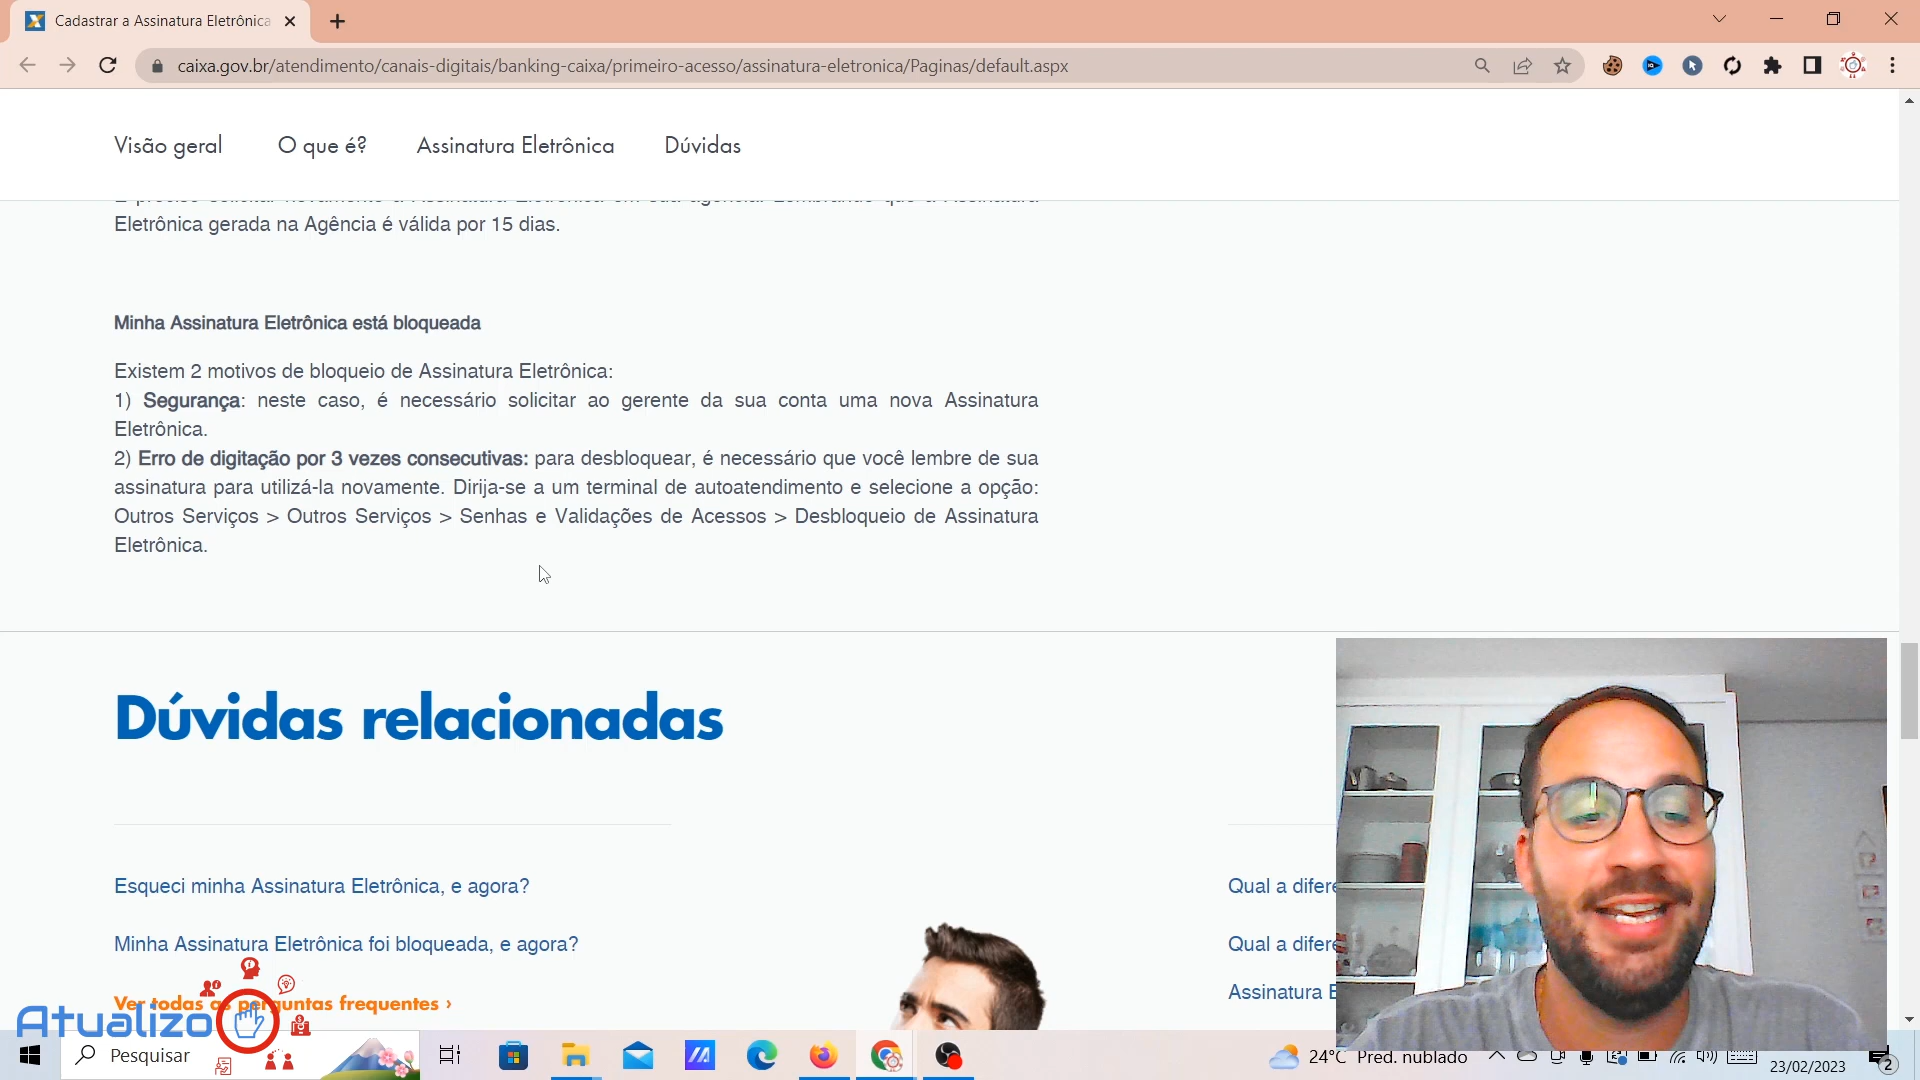 Cadastrar a Assinatura Eletrônica
caixa.gov.br/atendimento/canais-digitais/banking-caixa/primeiro-acesso/assinatura-eletronica/Paginas/default.aspx
Visão geral
O que é?
Assinatura Eletrônica
Dúvidas
Eletrônica gerada na Agência é válida por 15 dias.
Minha Assinatura Eletrônica está bloqueada
Existem 2 motivos de bloqueio de Assinatura Eletrônica:
1) Segurança: neste caso, é necessário solicitar ao gerente da sua conta uma nova Assinatura
Eletrônica.
2) Erro de digitação por 3 vezes consecutivas: para desbloquear, é necessário que você lembre de sua
assinatura para utilizá-la novamente. Dirija-se a um terminal de autoatendimento e selecione a opção:
Outros Serviços > Outros Serviços > Senhas e Validações de Acessos > Desbloqueio de Assinatura
Eletrônica.
Dúvidas relacionadas
Esqueci minha Assinatura Eletrônica, e agora?
Qual a difere
Minha Assinatura Eletrônica foi bloqueada, e agora?
Qual a difere
Assinatura E
Ver todas as perguntas frequentes ›
Atualizo
Pesquisar
24°C Pred. nublado
23/02/2023
2